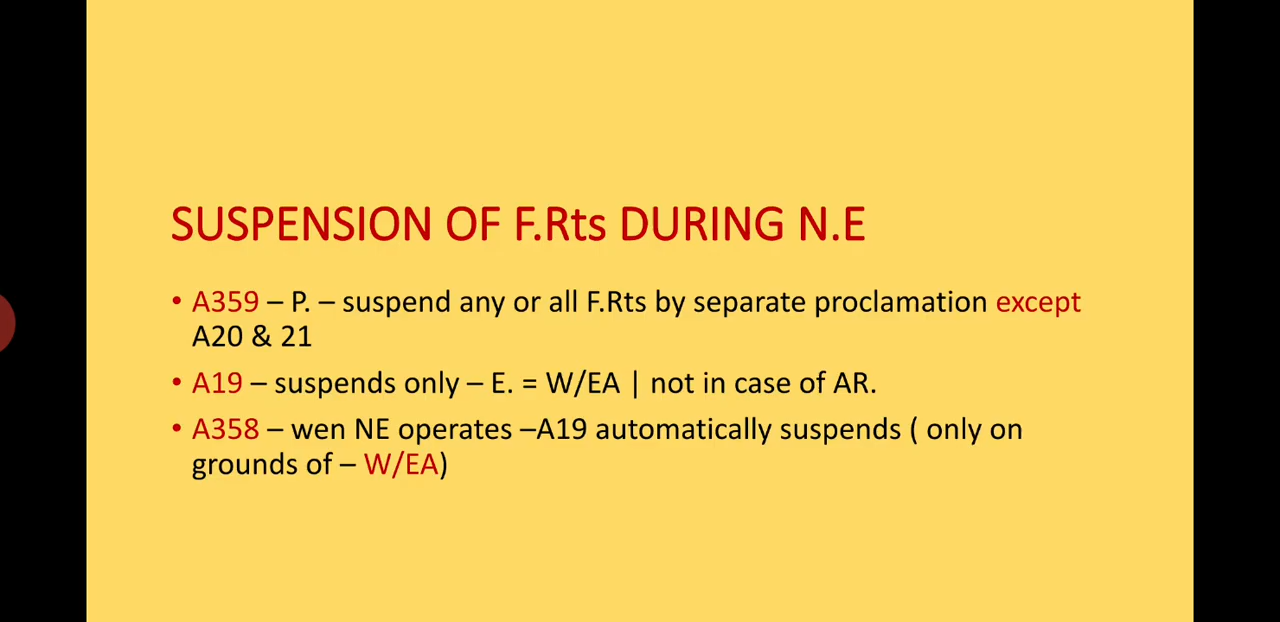 SUSPENSION OF F.Rts DURING N.E
• A359 – P. – suspend any or all F.Rts by separate proclamation except
A20 & 21
• A19 – suspends only – E. = W/EA | not in case of AR.
• A358 – wen NE operates –A19 automatically suspends ( only on
grounds of – W/EA)